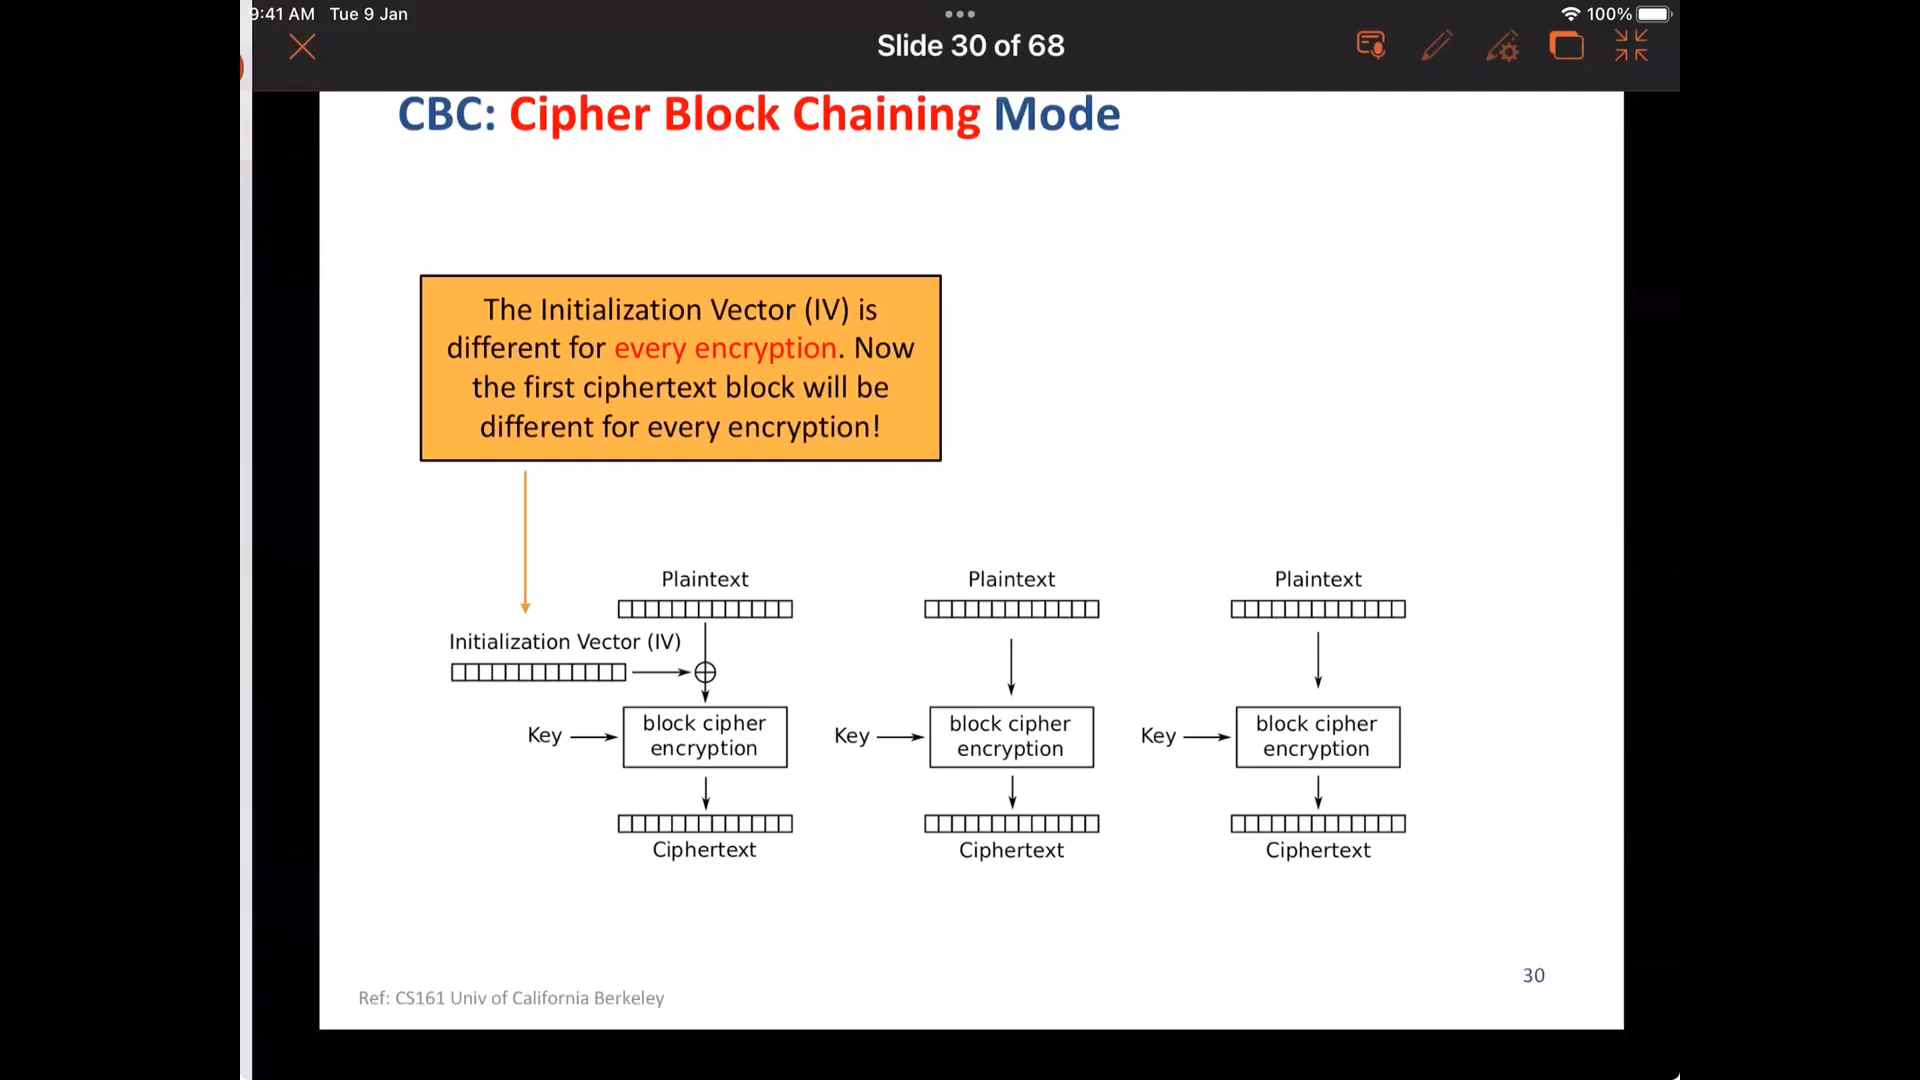 9:41 AM Tue 9 Jan
100%
Slide 30 of 68
CBC: Cipher Block Chaining Mode
The Initialization Vector (IV) is
different for every encryption. Now
the first ciphertext block will be
different for every encryption!
Plaintext
Plaintext
Plaintext
Initialization Vector (IV)
Key
block cipher
encryption
Key
block cipher
encryption
Key
block cipher
encryption
Ciphertext
Ciphertext
Ciphertext
30
Ref: CS161 Univ of California Berkeley